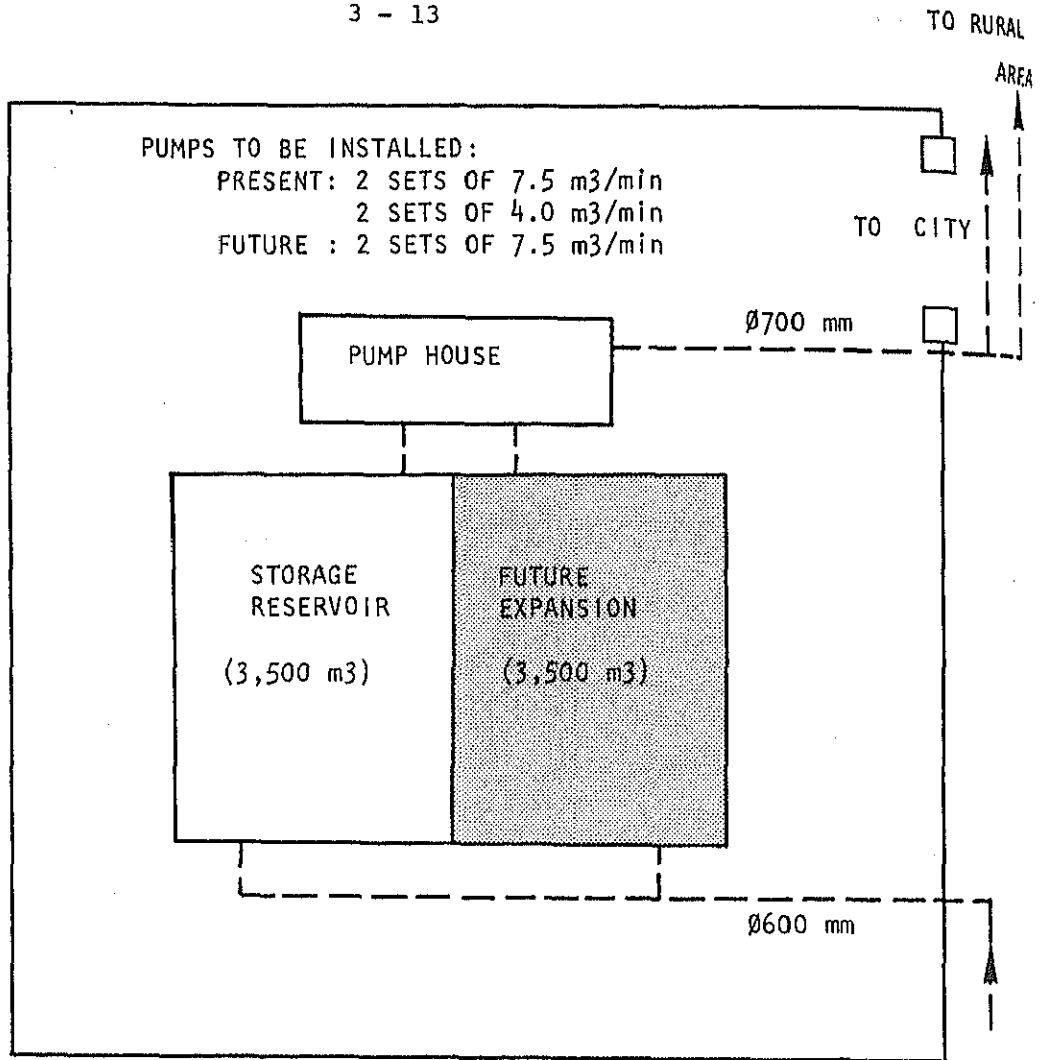 3 - 13
TO RURAL
AREA
PUMPS TO BE INSTALLED:
PRESENT: 2 SETS OF 7.5 m3/min
2 SETS OF 4.0 m3/min
FUTURE : 2 SETS OF 7.5 m3/min
TO CITY
Ø700 mm
PUMP HOUSE
STORAGE
RESERVOIR
(3,500 m3)
FUTURE
EXPANSION
(3,500 m3)
Ø600 mm